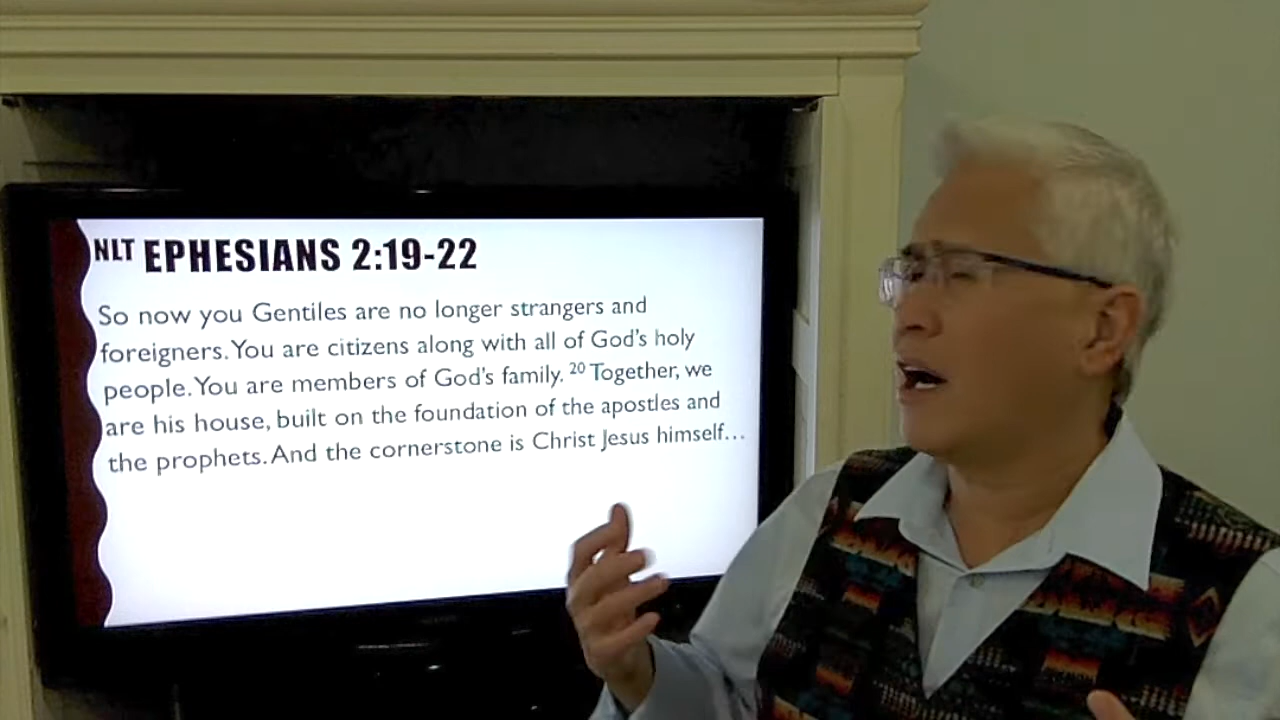 NLT EPHESIANS 2:19-22
So now you Gentiles are no longer strangers and
foreigners. You are citizens along with all of God's holy
people. You are members of God's family. 20 Together, we
are his house, built on the foundation of the apostles and
the prophets. And the cornerstone is Christ Jesus himself…